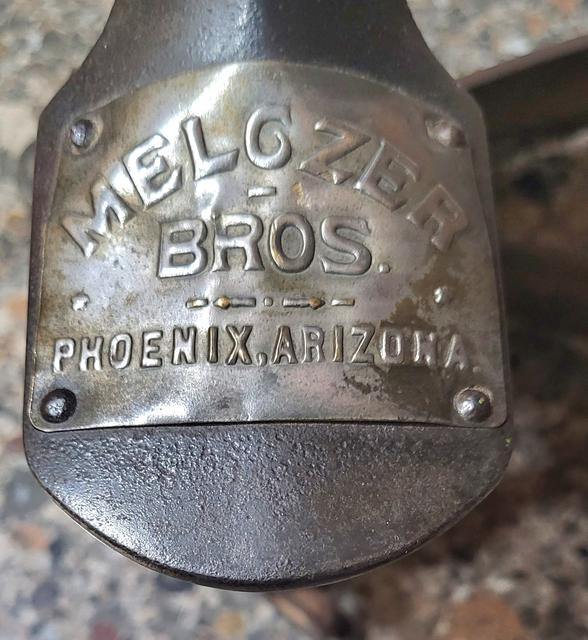 MELCZER
BROS.
PHOENIX, ARIZONA.